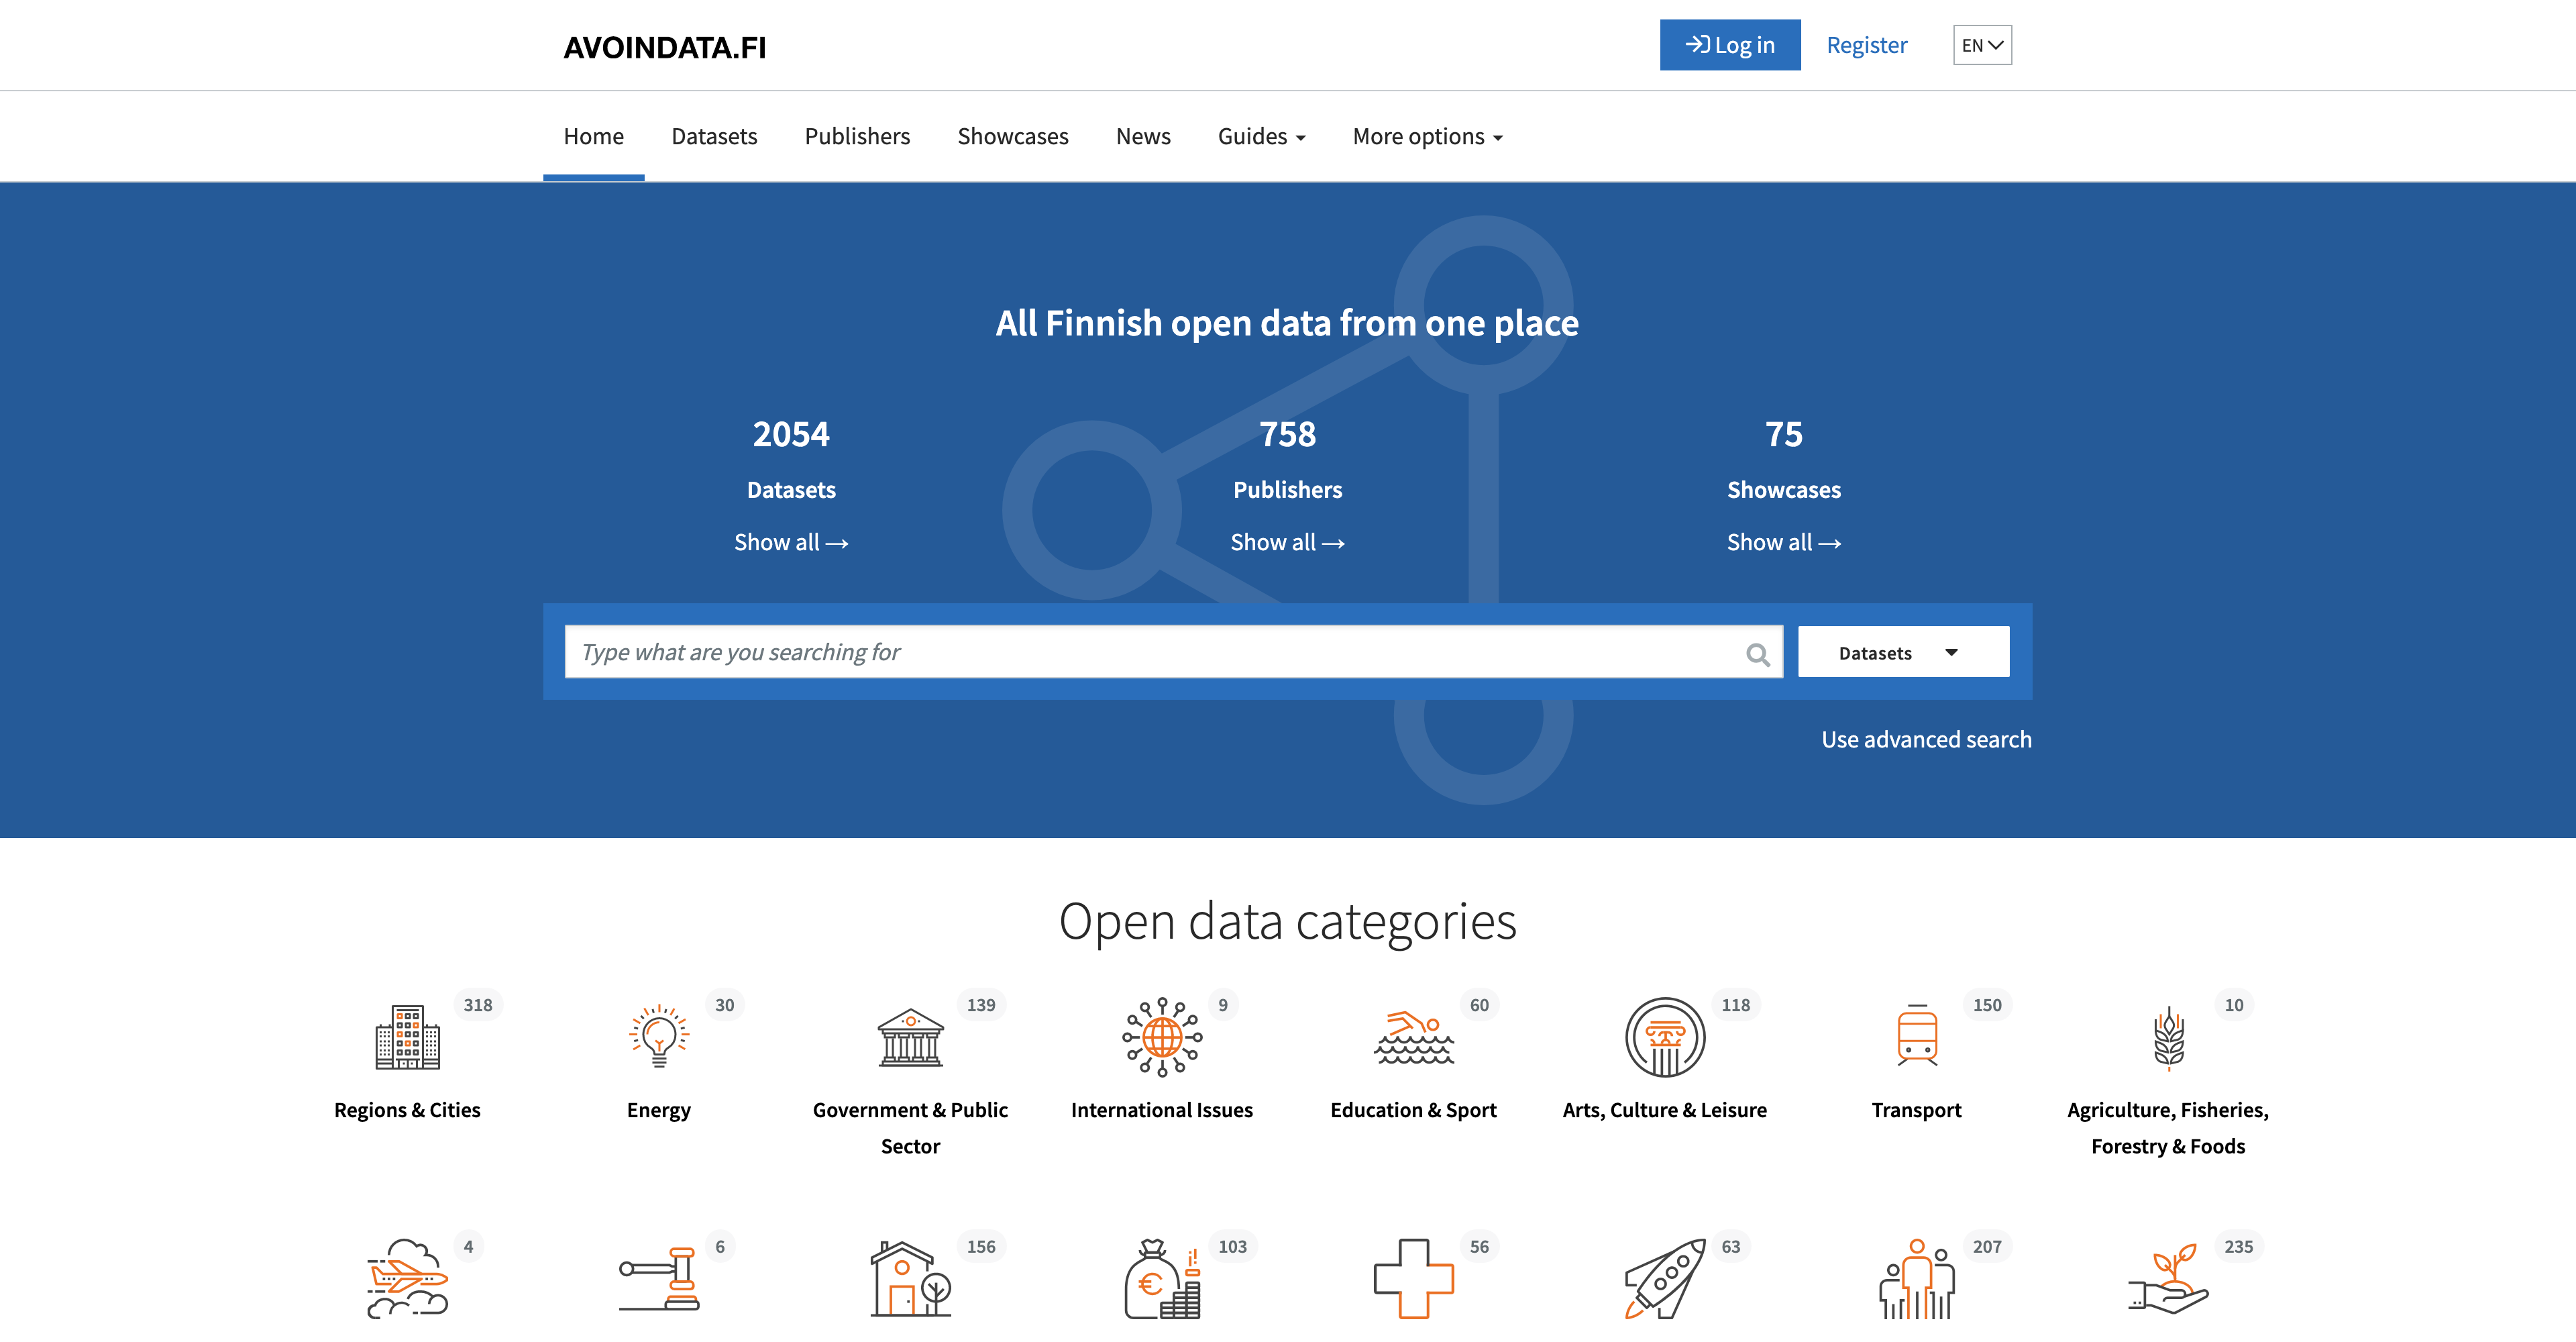 AVOINDATA.FI
Log in
Register
EN
Home
Datasets
Publishers
Showcases
News
Guides
More options
All Finnish open data from one place
2054
Datasets
Show all →
758
Publishers
Show all →
75
Showcases
Show all →
Type what are you searching for
Datasets
Use advanced search
Open data categories
318
Regions & Cities
30
Energy
139
Government & Public
Sector
9
International Issues
60
Education & Sport
118
Arts, Culture & Leisure
150
Transport
10
Agriculture, Fisheries,
Forestry & Foods
4
6
156
103
56
63
207
235